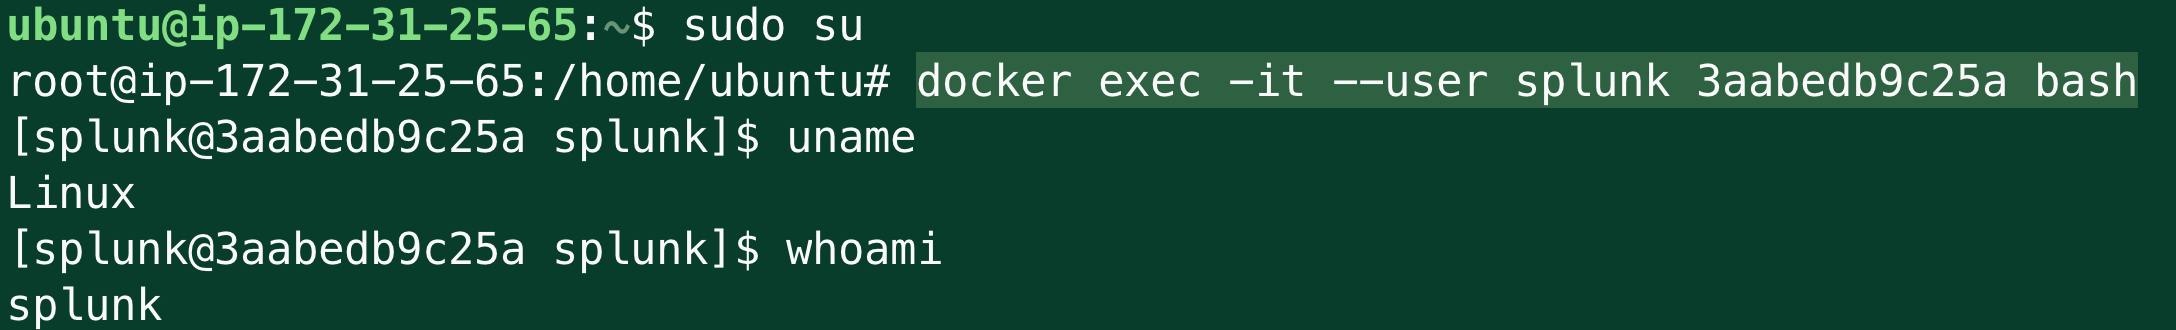 ubuntu@ip-172-31-25-65:~$ sudo su
root@ip-172-31-25-65:/home/ubuntu# docker exec -it --user splunk 3aabedb9c25a bash
[splunk@3aabedb9c25a splunk]$ uname
Linux
[splunk@3aabedb9c25a splunk]$ whoami
splunk